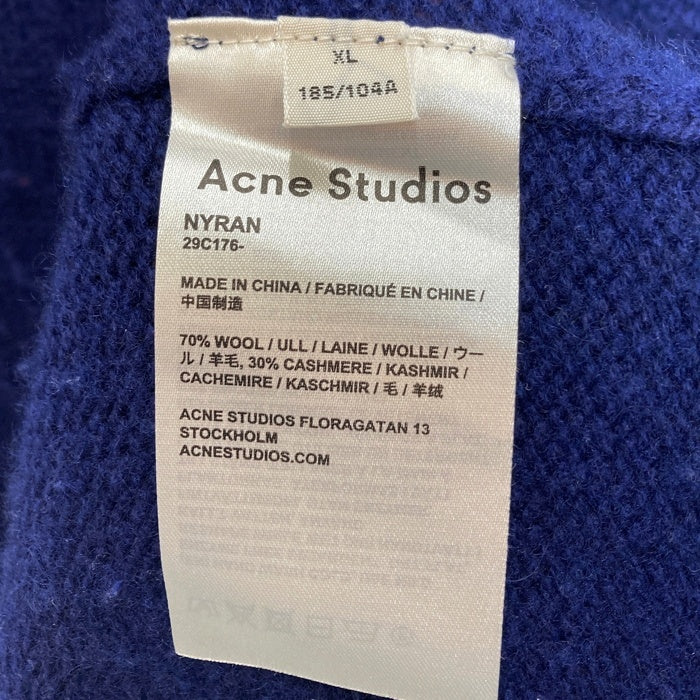 XL
185/104A
Acne Studios
NYRAN
29C176-
MADE IN CHINA / FABRIQUÉ EN CHINE /
中国制造
70% WOOL / ULL / LAINE / WOLLE / ウー
ル / 羊毛, 30% CASHMERE / KASHMIR /
CACHEMIRE / KASCHMIR / 毛 / 羊绒
ACNE STUDIOS FLORAGATAN 13
STOCKHOLM
ACNESTUDIOS.COM